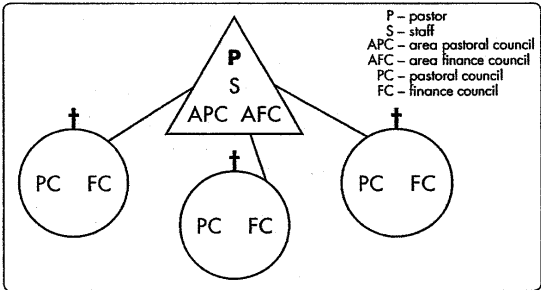 P – pastor
S – staff
APC – area pastoral council
AFC – area finance council
PC – pastoral council
FC – finance council
P
S
APC AFC
PC FC
PC FC
PC FC